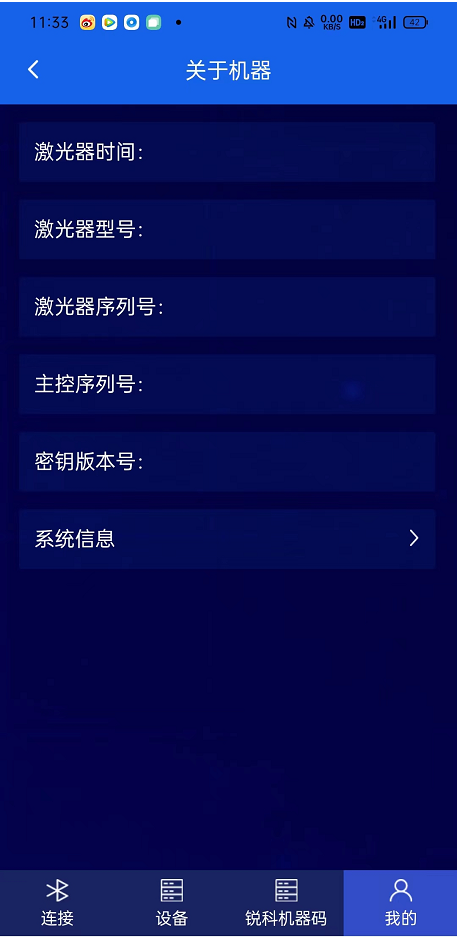 11:33 0.00 KB/S HD 4G 42
关于机器
激光器时间：
激光器型号：
激光器序列号：
主控序列号：
密钥版本号：
系统信息
连接 设备 锐科机器码 我的